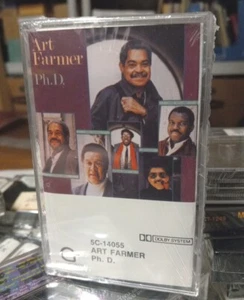 Art
Farmer
Ph.D.
5C-14055
DOLBY SYSTEM
ART FARMER
Ph. D.